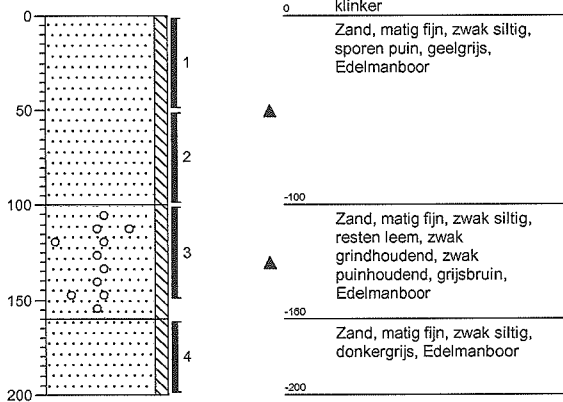 0
50
100
150
200
1
2
3
4
0
klinker
Zand, matig fijn, zwak siltig,
sporen puin, geelgrijs,
Edelmanboor
-100
Zand, matig fijn, zwak siltig,
resten leem, zwak
grindhoudend, zwak
puinhoudend, grijsbruin,
Edelmanboor
-160
Zand, matig fijn, zwak siltig,
donkergrijs, Edelmanboor
-200